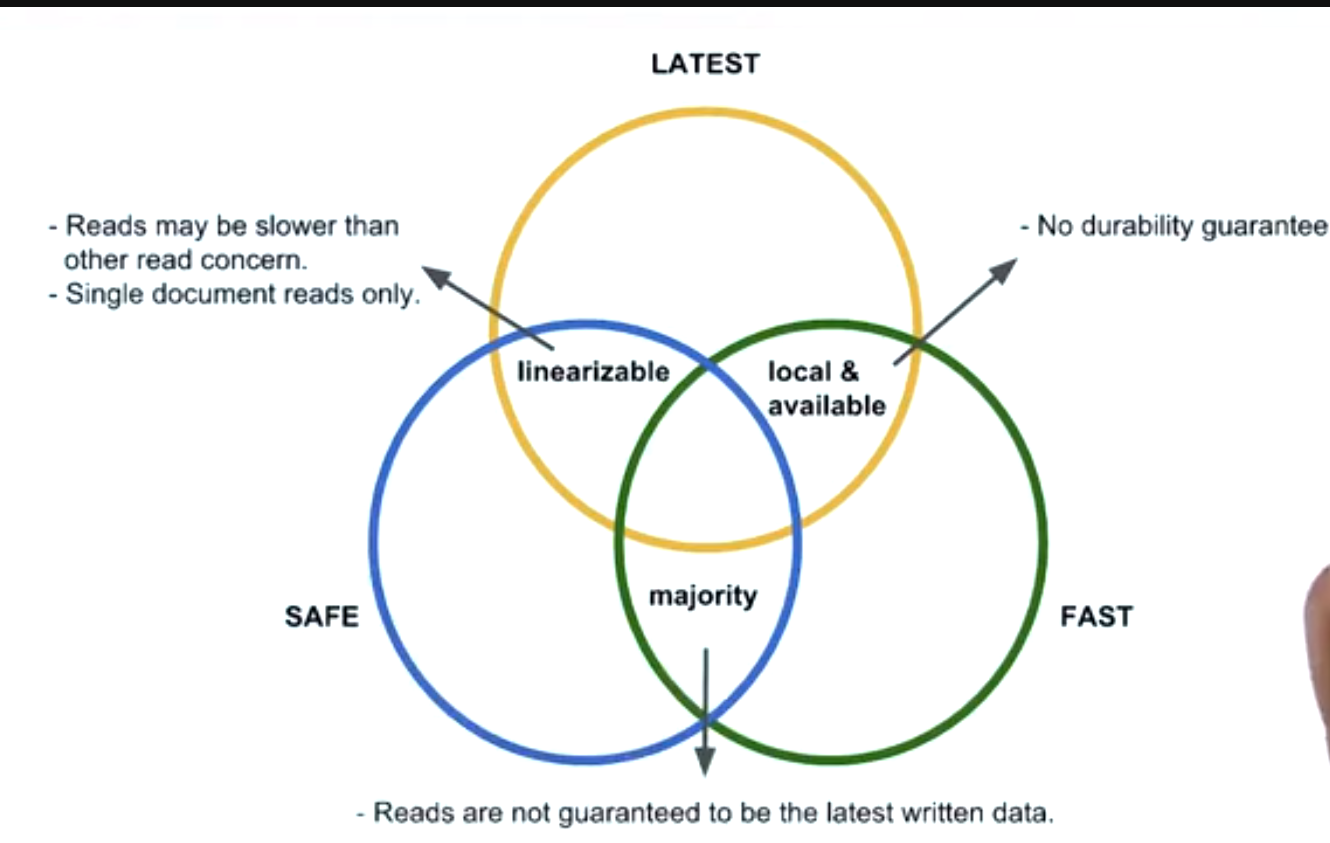 LATEST
- Reads may be slower than
other read concern.
- Single document reads only.
- No durability guarantee
linearizable
local &
available
majority
SAFE
FAST
- Reads are not guaranteed to be the latest written data.